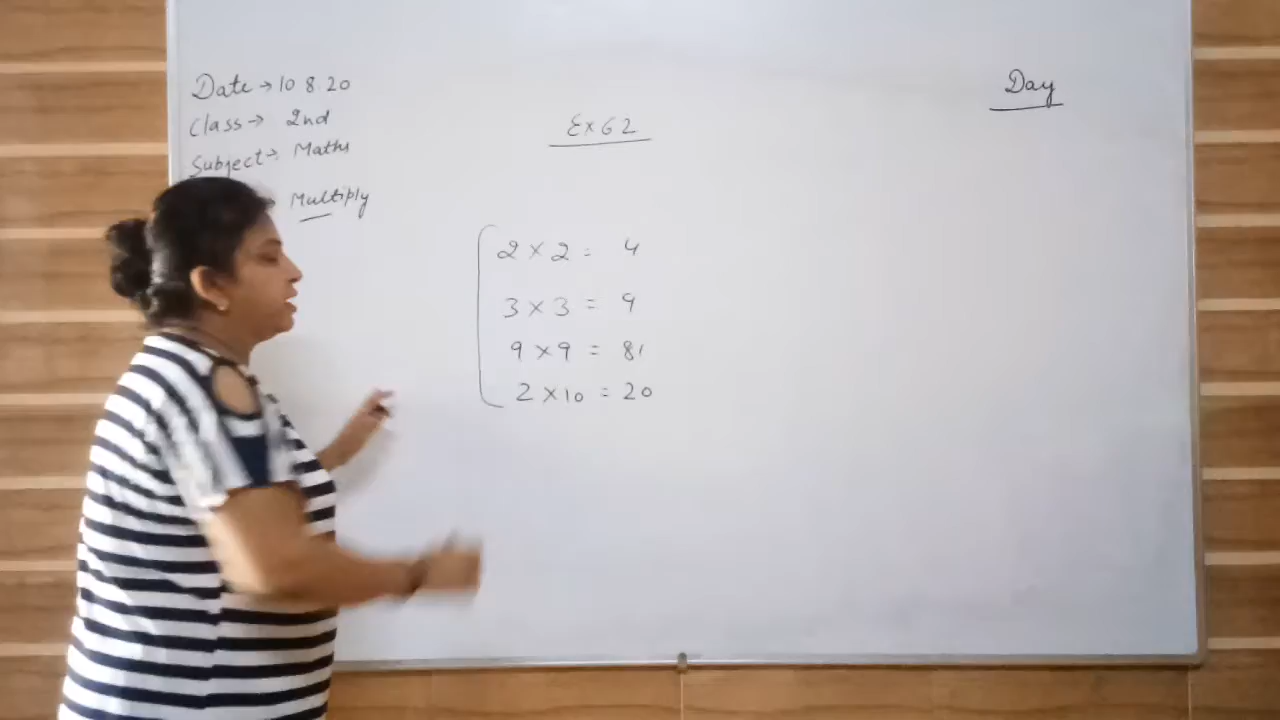 Date → 10 8 20
Class → 2nd
Subject → Maths
Multiply
Ex 6 2
Day
2 × 2 = 4
3 × 3 = 9
9 × 9 = 81
2 × 10 = 20